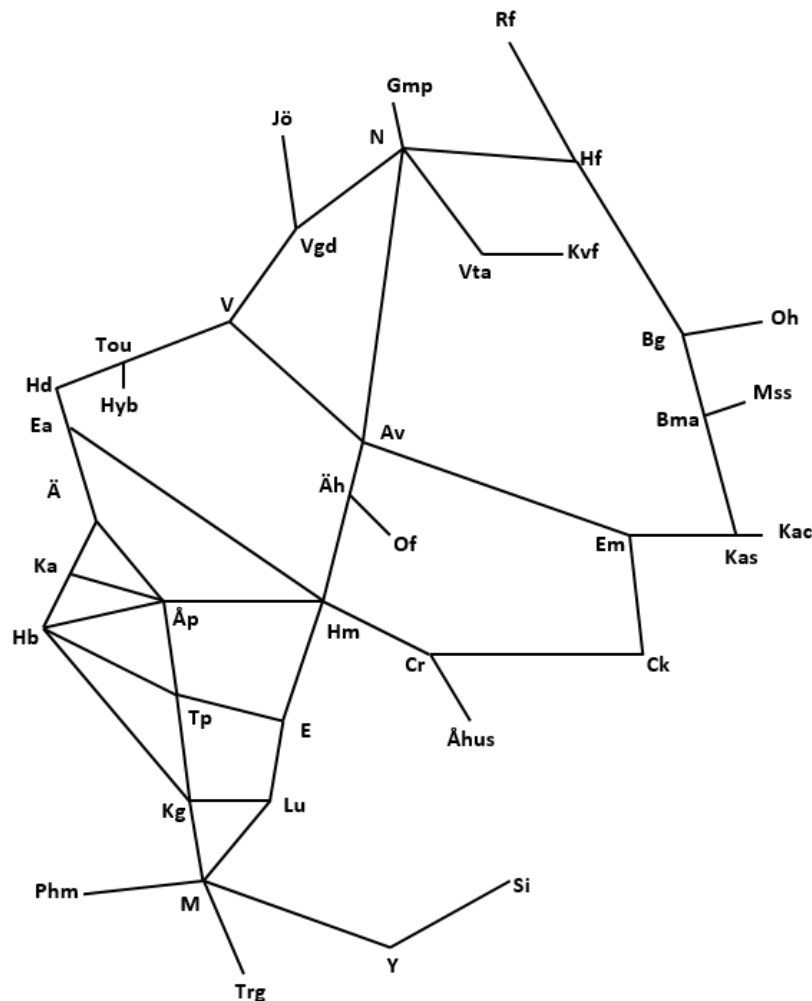 Rf
Gmp
Jö
N
Hf
Vgd
Vta
Kvf
V
Oh
Tou
Bg
Hd
Mss
Hyb
Bma
Ea
Av
Äh
Ä
Of
Em
Kac
Kas
Ka
Åp
Hm
Hb
Cr
Ck
Tp
E
Åhus
Kg
Lu
Phm
M
Si
Y
Trg